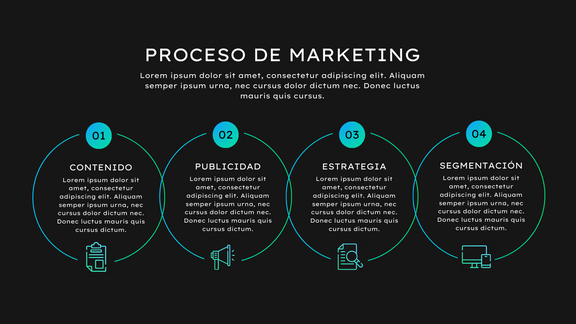 PROCESO DE MARKETING
Lorem ipsum dolor sit amet, consectetur adipiscing elit. Aliquam
semper ipsum urna, nec cursus dolor dictum nec. Donec luctus
mauris quis cursus.
01
CONTENIDO
Lorem ipsum dolor sit
amet, consectetur
adipiscing elit. Aliquam
semper ipsum urna, nec
cursus dolor dictum nec.
Donec luctus mauris quis
cursus dictum.
02
PUBLICIDAD
Lorem ipsum dolor sit
amet, consectetur
adipiscing elit. Aliquam
semper ipsum urna, nec
cursus dolor dictum nec.
Donec luctus mauris quis
cursus dictum.
03
ESTRATEGIA
Lorem ipsum dolor sit
amet, consectetur
adipiscing elit. Aliquam
semper ipsum urna, nec
cursus dolor dictum nec.
Donec luctus mauris quis
cursus dictum.
04
SEGMENTACIÓN
Lorem ipsum dolor sit
amet, consectetur
adipiscing elit. Aliquam
semper ipsum urna, nec
cursus dolor dictum nec.
Donec luctus mauris quis
cursus dictum.